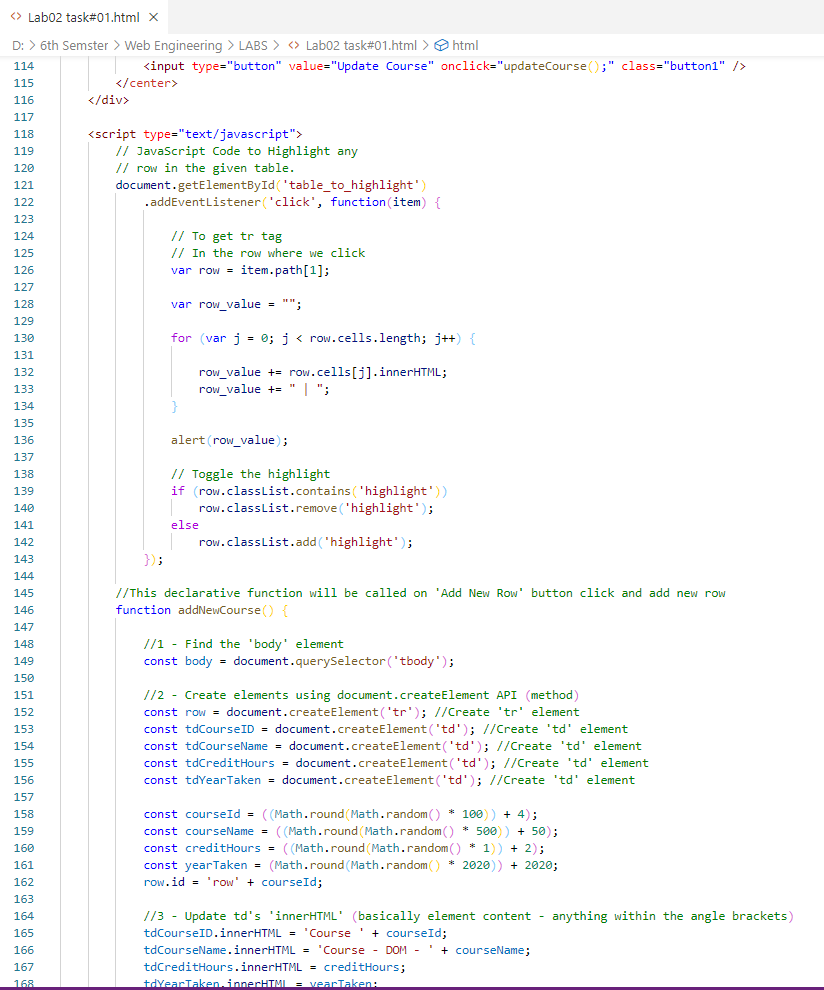 <> Lab02 task#01.html ×
D: > 6th Semster > Web Engineering > LABS > <> Lab02 task#01.html > html
114 <input type="button" value="Update Course" onclick="updateCourse();" class="button1" />
115 </center>
116 </div>
117
118 <script type="text/javascript">
119 // JavaScript Code to Highlight any
120 // row in the given table.
121 document.getElementById('table_to_highlight')
122 .addEventListener('click', function(item) {
123
124 // To get tr tag
125 // In the row where we click
126 var row = item.path[1];
127
128 var row_value = "";
129
130 for (var j = 0; j < row.cells.length; j++) {
131
132 row_value += row.cells[j].innerHTML;
133 row_value += " | ";
134 }
135
136 alert(row_value);
137
138 // Toggle the highlight
139 if (row.classList.contains('highlight'))
140 row.classList.remove('highlight');
141 else
142 row.classList.add('highlight');
143 });
144
145 //This declarative function will be called on 'Add New Row' button click and add new row
146 function addNewCourse() {
147
148 //1 - Find the 'body' element
149 const body = document.querySelector('tbody');
150
151 //2 - Create elements using document.createElement API (method)
152 const row = document.createElement('tr'); //Create 'tr' element
153 const tdCourseID = document.createElement('td'); //Create 'td' element
154 const tdCourseName = document.createElement('td'); //Create 'td' element
155 const tdCreditHours = document.createElement('td'); //Create 'td' element
156 const tdYearTaken = document.createElement('td'); //Create 'td' element
157
158 const courseId = ((Math.round(Math.random() * 100)) + 4);
159 const courseName = ((Math.round(Math.random() * 500)) + 50);
160 const creditHours = ((Math.round(Math.random() * 1)) + 2);
161 const yearTaken = (Math.round(Math.random() * 2020)) + 2020;
162 row.id = 'row' + courseId;
163
164 //3 - Update td's 'innerHTML' (basically element content - anything within the angle brackets)
165 tdCourseID.innerHTML = 'Course ' + courseId;
166 tdCourseName.innerHTML = 'Course - DOM - ' + courseName;
167 tdCreditHours.innerHTML = creditHours;
168 tdYearTaken.innerHTML = yearTaken;